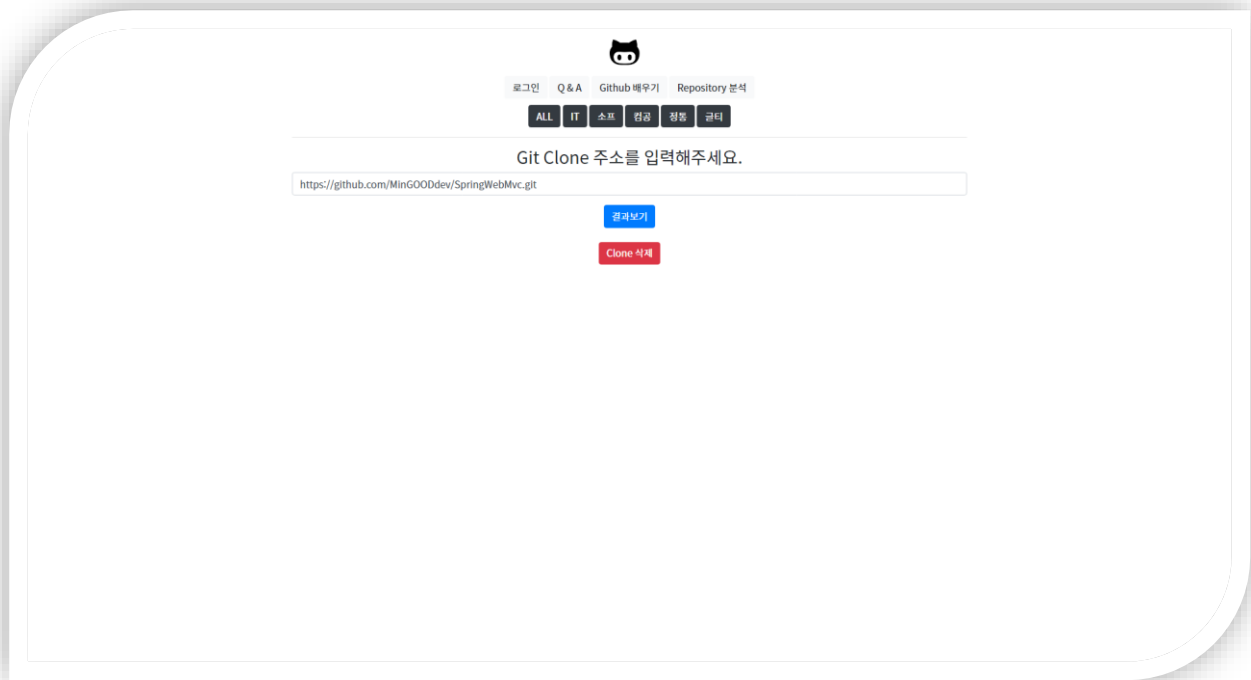 로그인 Q & A Github 배우기 Repository 분석
ALL IT 소프 컴공 정통 글티
Git Clone 주소를 입력해주세요.
https://github.com/MinGOODdev/SpringWebMvc.git
결과보기
Clone 삭제